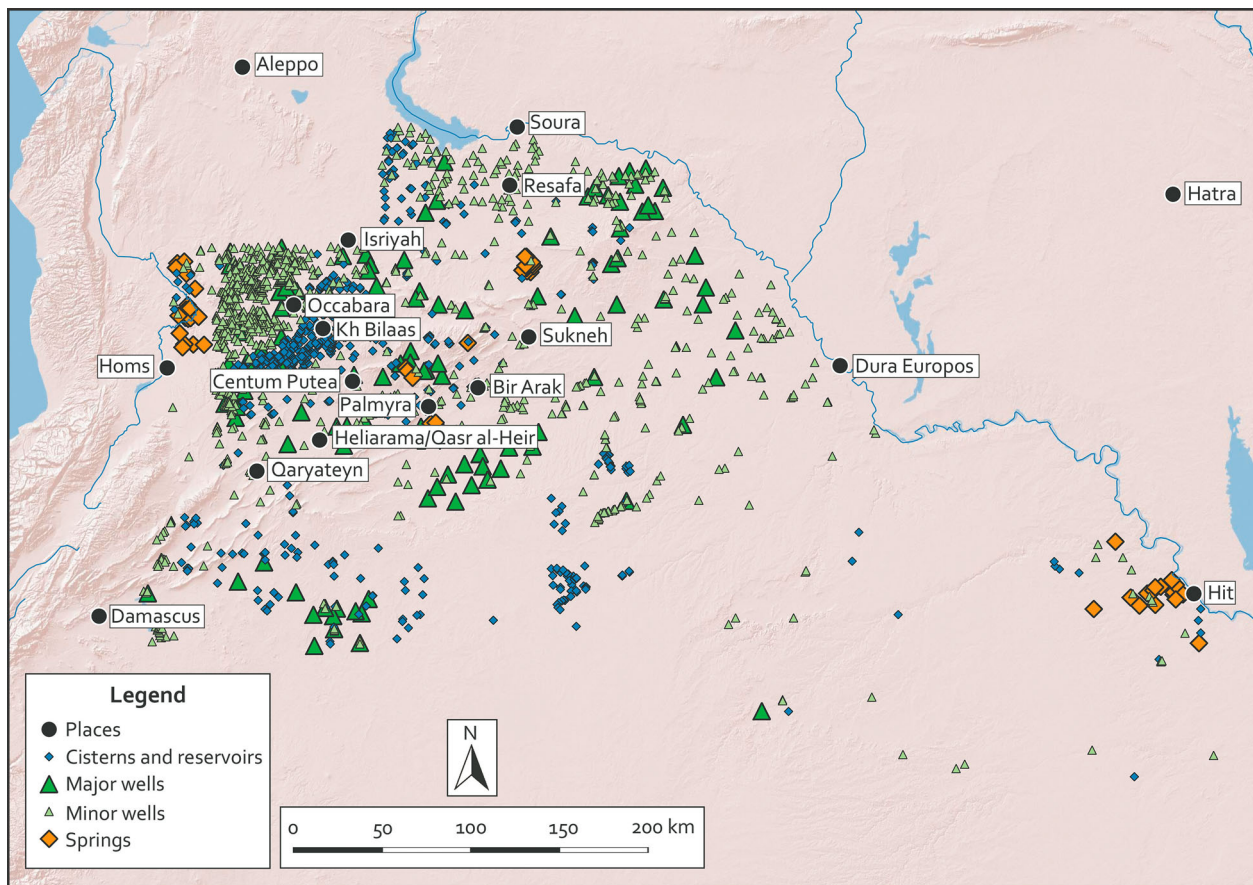 Aleppo
Soura
Resafa
Hatra
Isriyah
Occabara
Kh Bilaas
Sukneh
Homs
Dura Europos
Centum Putea
Bir Arak
Palmyra
Heliarama/Qasr al-Heir
Qaryateyn
Hit
Damascus
Legend
Places
Cisterns and reservoirs
Major wells
Minor wells
Springs
N
0 50 100 150 200 km